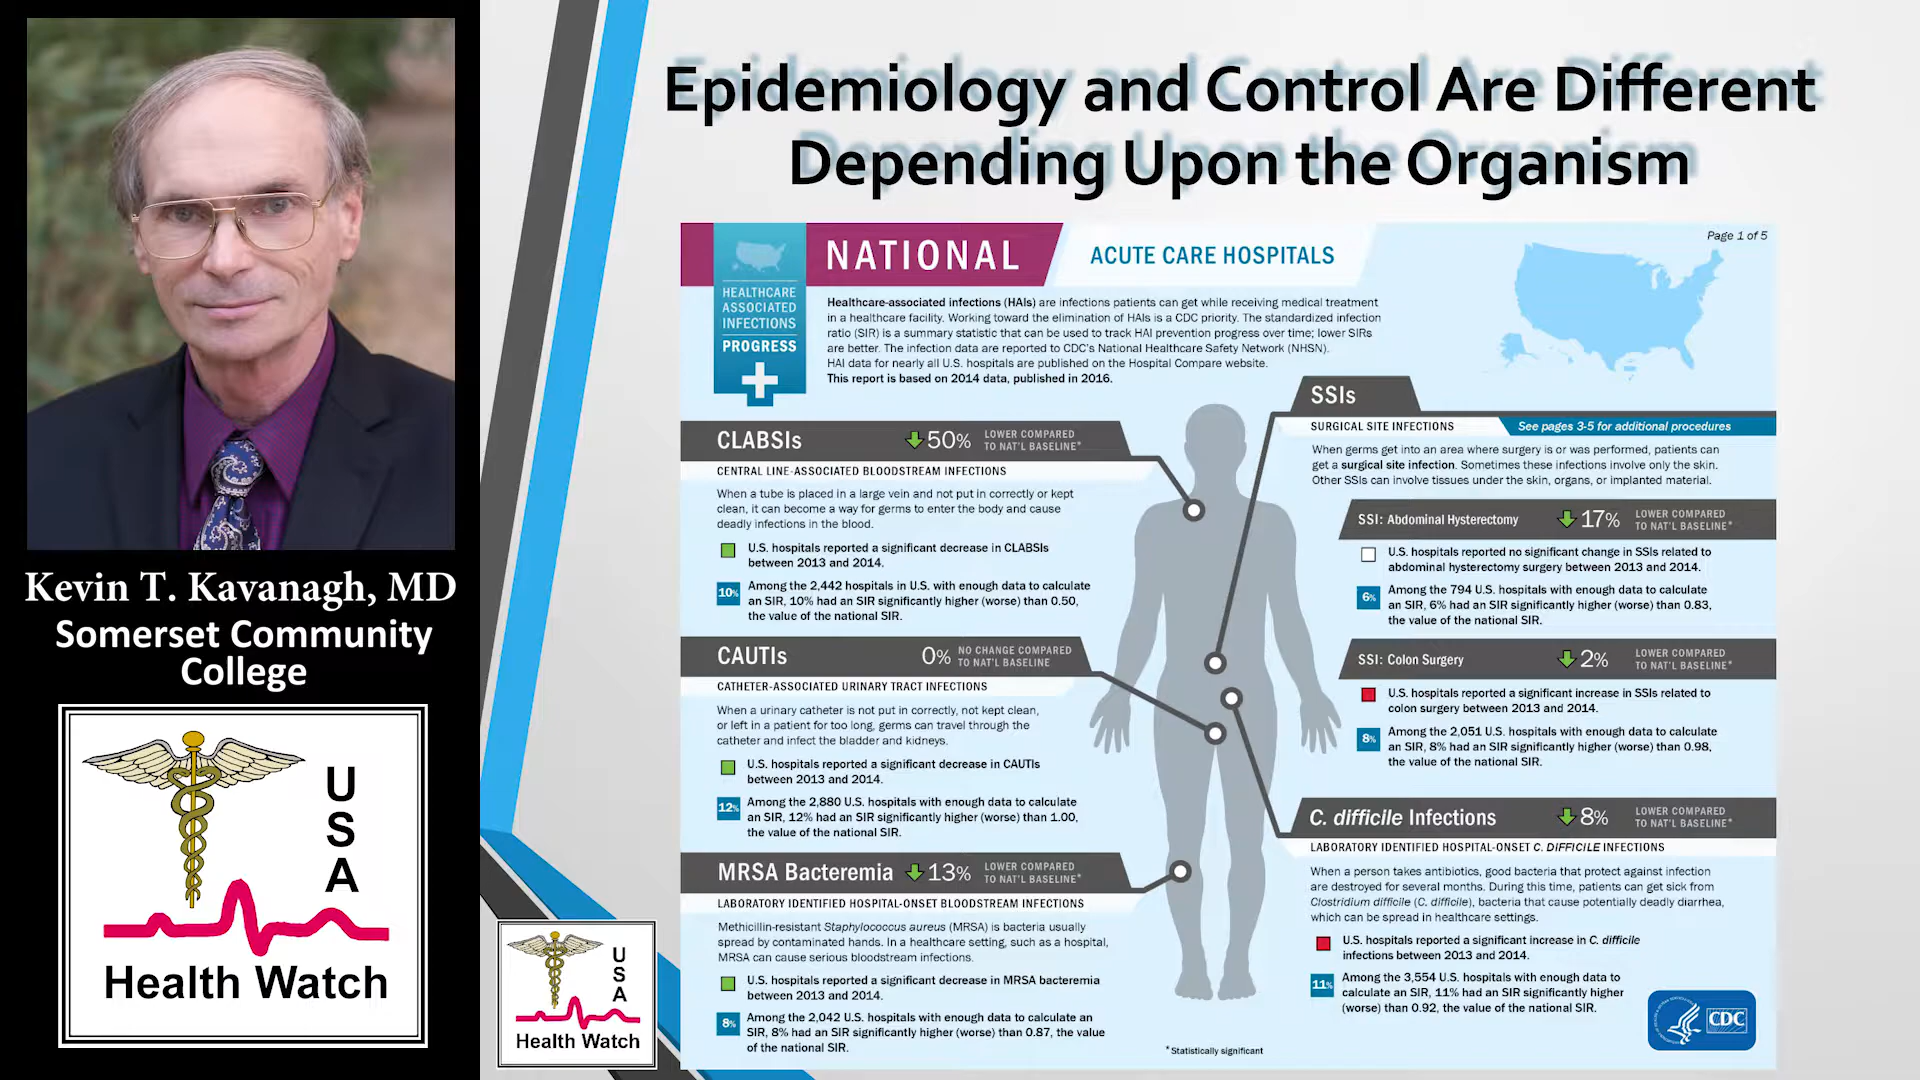 Kevin T. Kavanagh, MD
Somerset Community
College
U
S
A
Health Watch
Epidemiology and Control Are Different
Depending Upon the Organism
NATIONAL
ACUTE CARE HOSPITALS
Page 1 of 5
HEALTHCARE
ASSOCIATED
INFECTIONS
PROGRESS
Healthcare-associated infections (HAIs) are infections patients can get while receiving medical treatment
in a healthcare facility. Working toward the elimination of HAIs is a CDC priority. The standardized infection
ratio (SIR) is a summary statistic that can be used to track HAI prevention progress over time; lower SIRs
are better. The infection data are reported to CDC's National Healthcare Safety Network (NHSN).
HAI data for nearly all U.S. hospitals are published on the Hospital Compare website.
This report is based on 2014 data, published in 2016.
CLABSIs
50%
LOWER COMPARED
TO NAT'L BASELINE*
CENTRAL LINE-ASSOCIATED BLOODSTREAM INFECTIONS
When a tube is placed in a large vein and not put in correctly or kept
clean, it can become a way for germs to enter the body and cause
deadly infections in the blood.
U.S. hospitals reported a significant decrease in CLABSIs
between 2013 and 2014.
10%
Among the 2,442 hospitals in U.S. with enough data to calculate
an SIR, 10% had an SIR significantly higher (worse) than 0.50,
the value of the national SIR.
CAUTIs
0%
NO CHANGE COMPARED
TO NAT'L BASELINE
CATHETER-ASSOCIATED URINARY TRACT INFECTIONS
When a urinary catheter is not put in correctly, not kept clean,
or left in a patient for too long, germs can travel through the
catheter and infect the bladder and kidneys.
U.S. hospitals reported a significant decrease in CAUTIs
between 2013 and 2014.
12%
Among the 2,880 U.S. hospitals with enough data to calculate
an SIR, 12% had an SIR significantly higher (worse) than 1.00,
the value of the national SIR.
MRSA Bacteremia
13%
LOWER COMPARED
TO NAT'L BASELINE*
LABORATORY IDENTIFIED HOSPITAL-ONSET BLOODSTREAM INFECTIONS
Methicillin-resistant Staphylococcus aureus (MRSA) is bacteria usually
spread by contaminated hands. In a healthcare setting, such as a hospital,
MRSA can cause serious bloodstream infections.
U.S. hospitals reported a significant decrease in MRSA bacteremia
between 2013 and 2014.
8%
Among the 2,042 U.S. hospitals with enough data to calculate an
SIR, 8% had an SIR significantly higher (worse) than 0.87, the value
of the national SIR.
SSIs
SURGICAL SITE INFECTIONS
See pages 3-5 for additional procedures
When germs get into an area where surgery is or was performed, patients can
get a surgical site infection. Sometimes these infections involve only the skin.
Other SSIs can involve tissues under the skin, organs, or implanted material.
SSI: Abdominal Hysterectomy
17%
LOWER COMPARED
TO NAT'L BASELINE*
U.S. hospitals reported no significant change in SSIs related to
abdominal hysterectomy surgery between 2013 and 2014.
6%
Among the 794 U.S. hospitals with enough data to calculate
an SIR, 6% had an SIR significantly higher (worse) than 0.83,
the value of the national SIR.
SSI: Colon Surgery
2%
LOWER COMPARED
TO NAT'L BASELINE*
U.S. hospitals reported a significant increase in SSIs related to
colon surgery between 2013 and 2014.
8%
Among the 2,051 U.S. hospitals with enough data to calculate
an SIR, 8% had an SIR significantly higher (worse) than 0.98,
the value of the national SIR.
C. difficile Infections
8%
LOWER COMPARED
TO NAT'L BASELINE*
LABORATORY IDENTIFIED HOSPITAL-ONSET C. DIFFICILE INFECTIONS
When a person takes antibiotics, good bacteria that protect against infection
are destroyed for several months. During this time, patients can get sick from
Clostridium difficile (C. difficile), bacteria that cause potentially deadly diarrhea,
which can be spread in healthcare settings.
U.S. hospitals reported a significant increase in C. difficile
infections between 2013 and 2014.
11%
Among the 3,554 U.S. hospitals with enough data to
calculate an SIR, 11% had an SIR significantly higher
(worse) than 0.92, the value of the national SIR.
*Statistically significant
CDC
U
S
A
Health Watch